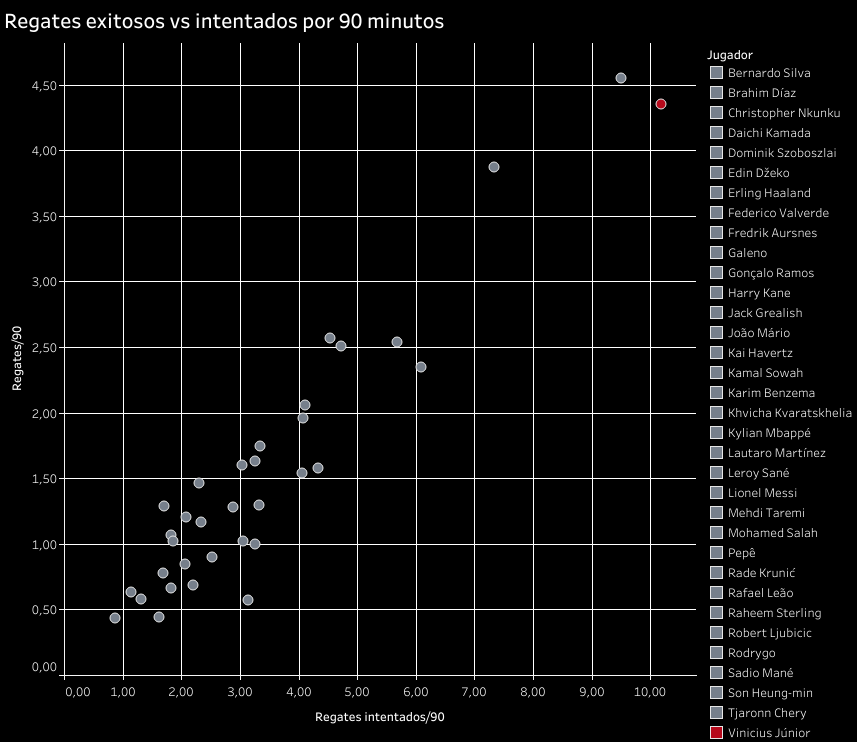 Regates exitosos vs intentados por 90 minutos
Regates/90
4,50
4,00
3,50
3,00
2,50
2,00
1,50
1,00
0,50
0,00
0,00 1,00 2,00 3,00 4,00 5,00 6,00 7,00 8,00 9,00 10,00
Regates intentados/90
Jugador
Bernardo Silva
Brahim Díaz
Christopher Nkunku
Daichi Kamada
Dominik Szoboszlai
Edin Džeko
Erling Haaland
Federico Valverde
Fredrik Aursnes
Galeno
Gonçalo Ramos
Harry Kane
Jack Grealish
João Mário
Kai Havertz
Kamal Sowah
Karim Benzema
Khvicha Kvaratskhelia
Kylian Mbappé
Lautaro Martínez
Leroy Sané
Lionel Messi
Mehdi Taremi
Mohamed Salah
Pepê
Rade Krunić
Rafael Leão
Raheem Sterling
Robert Ljubicic
Rodrygo
Sadio Mané
Son Heung-min
Tjaronn Chery
Vinicius Júnior